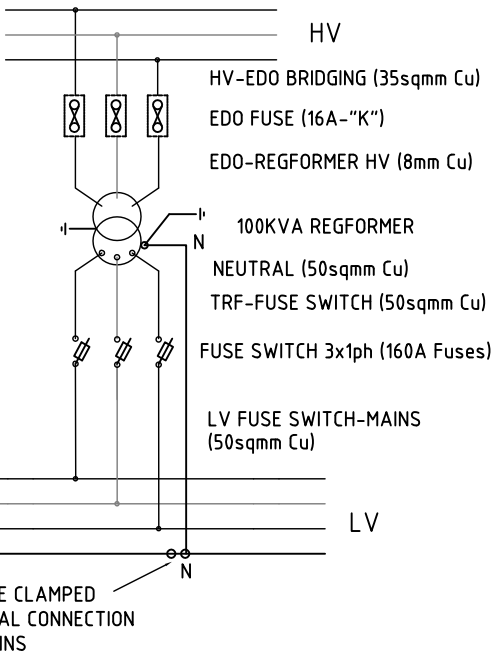 HV
HV-EDO BRIDGING (35sqmm Cu)
EDO FUSE (16A-"K")
EDO-REGFORMER HV (8mm Cu)
100KVA REGFORMER
N
NEUTRAL (50sqmm Cu)
TRF-FUSE SWITCH (50sqmm Cu)
FUSE SWITCH 3x1ph (160A Fuses)
LV FUSE SWITCH-MAINS
(50sqmm Cu)
LV
N
E CLAMPED
AL CONNECTION
INS